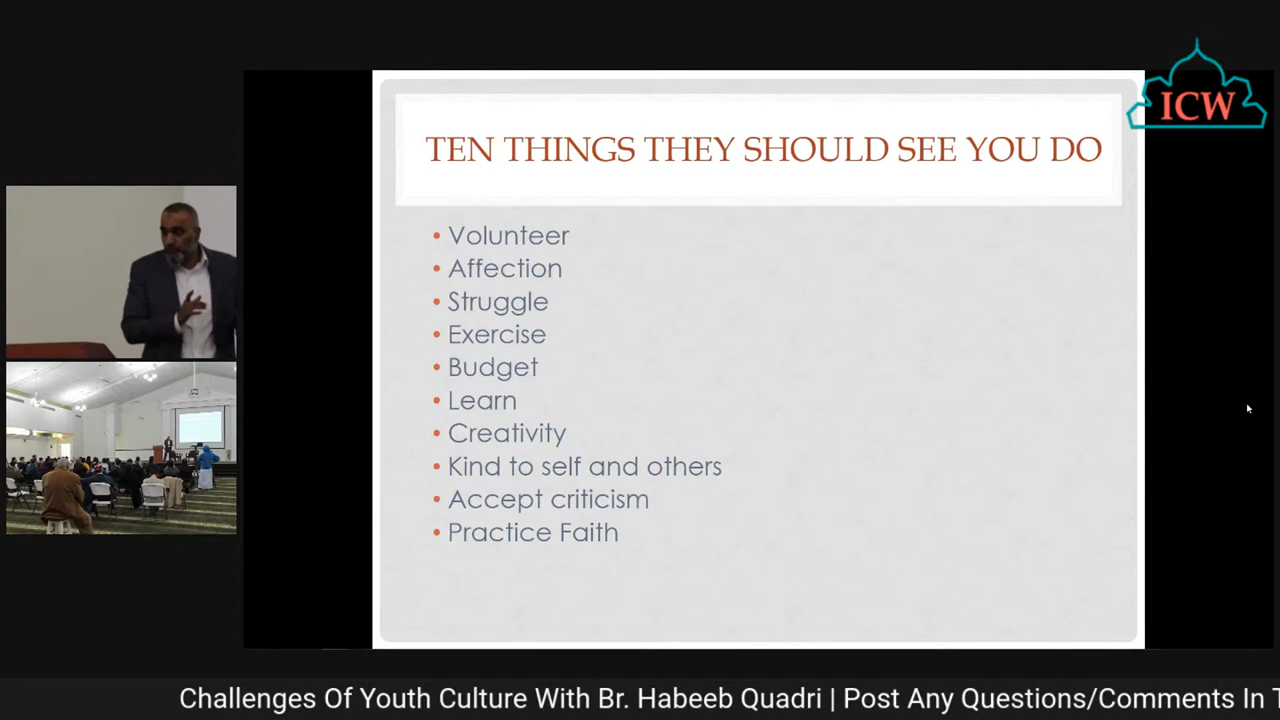 ICW
TEN THINGS THEY SHOULD SEE YOU DO
• Volunteer
• Affection
• Struggle
• Exercise
• Budget
• Learn
• Creativity
• Kind to self and others
• Accept criticism
• Practice Faith
Challenges Of Youth Culture With Br. Habeeb Quadri | Post Any Questions/Comments In